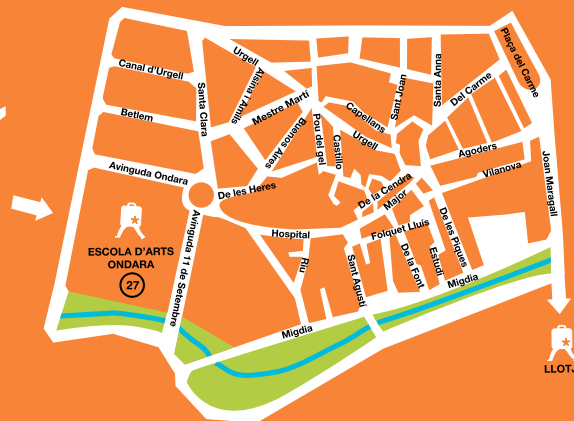 Plaça del Carme
Urgell
Canal d'Urgell
Alsina i Amils
Santa Clara
Sant Joan
Santa Anna
Del Carme
Mestre Martí
Capellans
Betlem
Buenos Aires
Pou del gel
Castillo
Urgell
Agoders
Joan Maragall
Vilanova
Avinguda Ondara
De les Heres
De la Cendra
Major
ESCOLA D'ARTS
ONDARA
27
Avinguda 11 de Setembre
Hospital
Folquet Lluís
De les Piques
Riu
Sant Agustí
De la Font
Estudi
Migdia
Migdia
LLOTJ